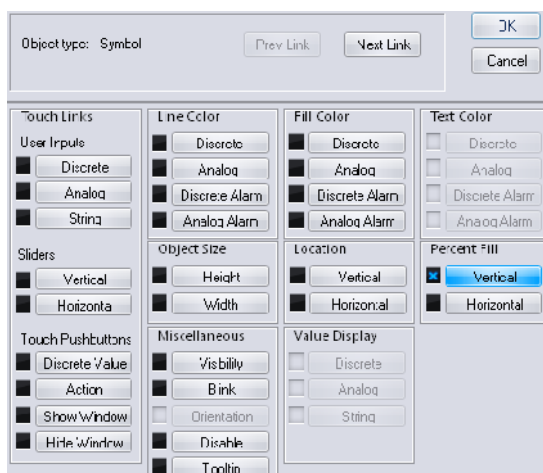 Object type: Symbol
Prev Link
Next Link
OK
Cancel
Touch Links
User Inputs
Discrete
Analog
String
Sliders
Vertical
Horizontal
Touch Pushbuttons
Discrete Value
Action
Show Window
Hide Window
Line Color
Discrete
Analog
Discrete Alarm
Analog Alarm
Object Size
Height
Width
Miscellaneous
Visibility
Blink
Orientation
Disable
Tooltip
Fill Color
Discrete
Analog
Discrete Alarm
Analog Alarm
Location
Vertical
Horizontal
Value Display
Discrete
Analog
String
Text Color
Discrete
Analog
Discrete Alarm
Analog Alarm
Percent Fill
Vertical
Horizontal